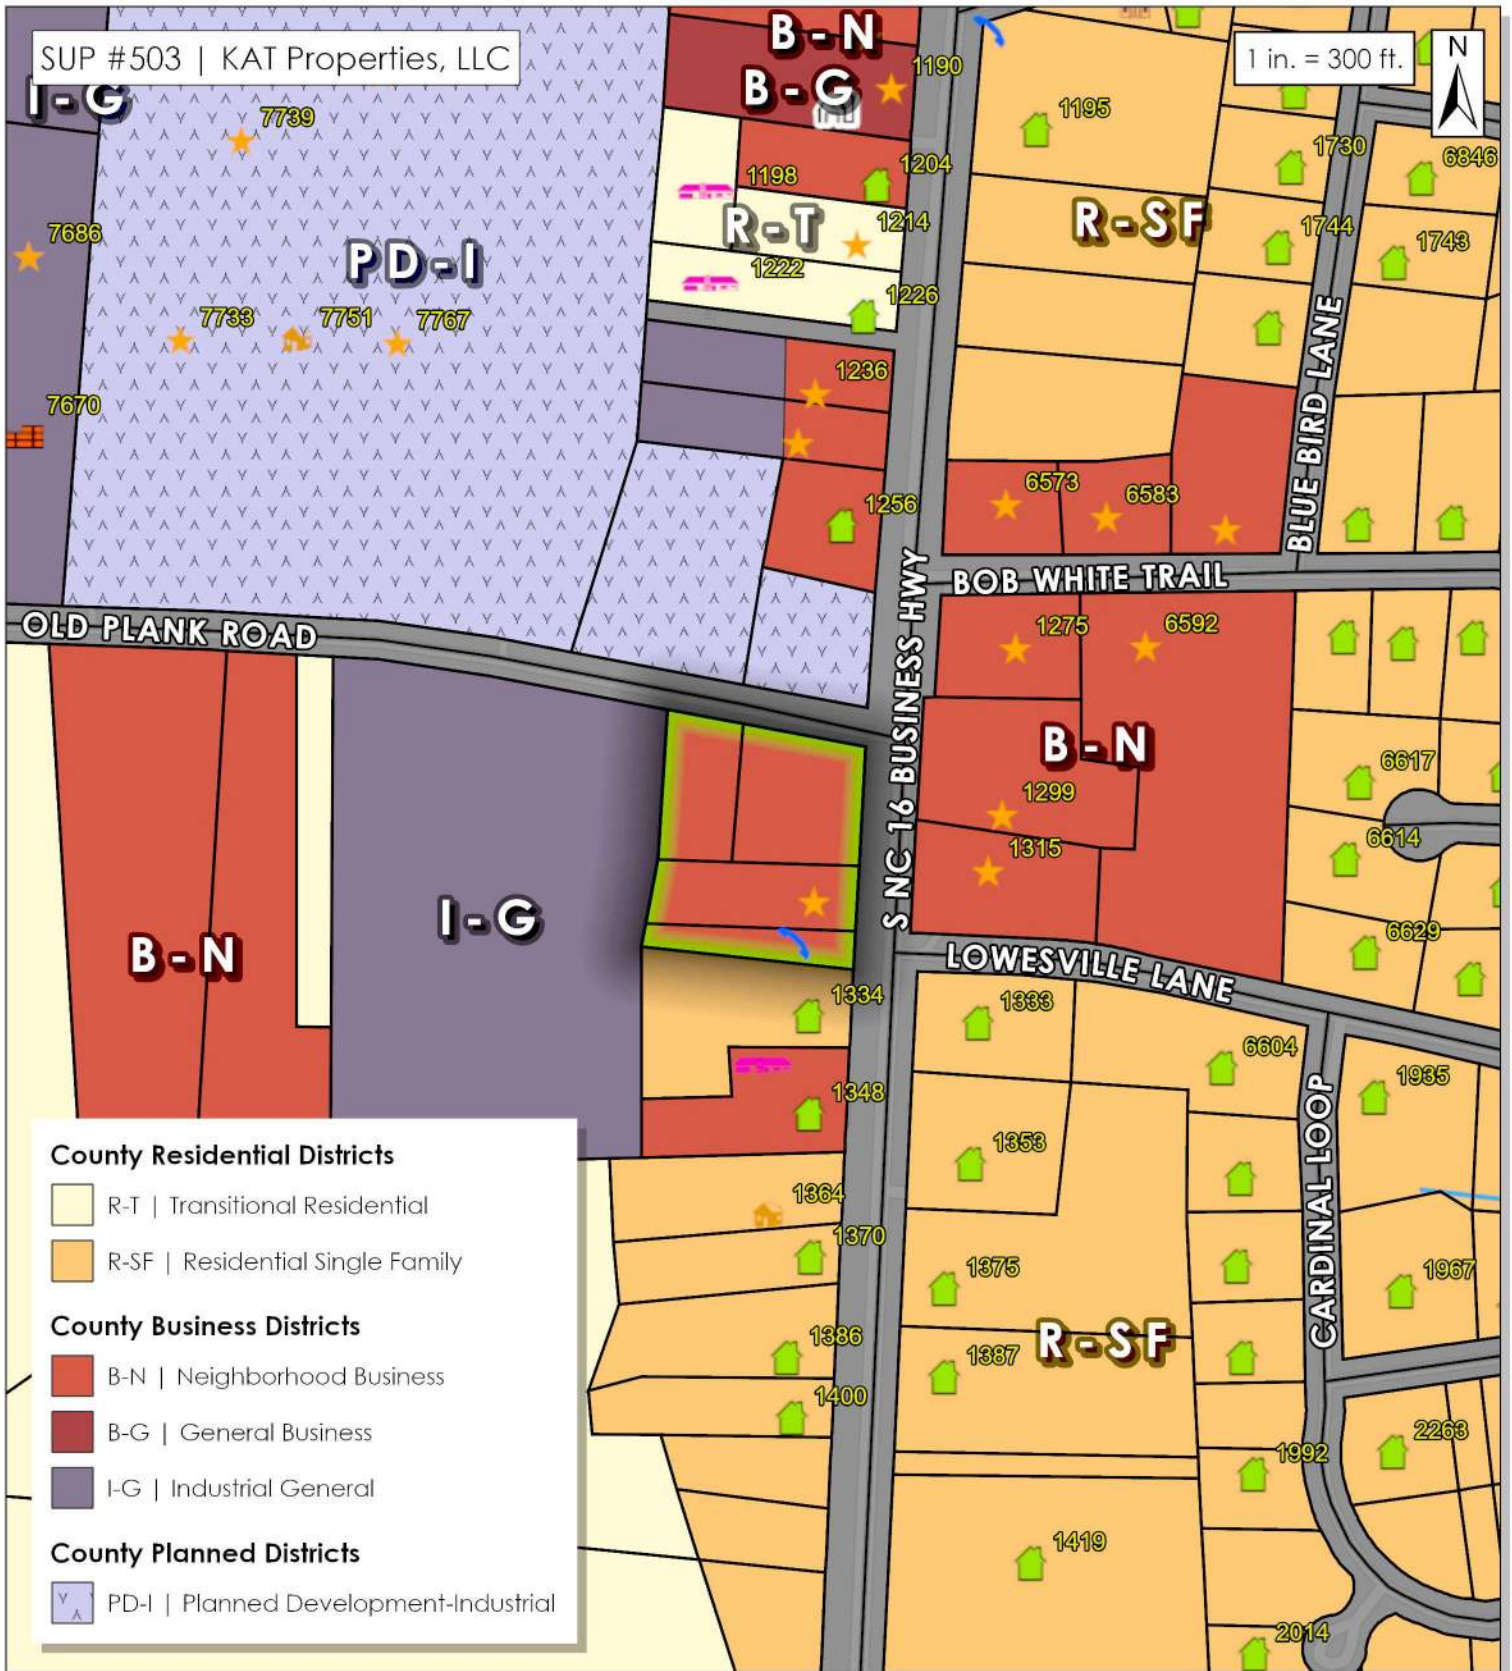 SUP #503 | KAT Properties, LLC
1 in. = 300 ft.
N
B - N
B - G
1190
I - G
7739
1195
1730
6846
1198
1204
R - T
1214
R - SF
1744
1743
7686
PD - I
1222
1226
7733
7751
7767
1236
7670
6573
6583
1256
BLUE BIRD LANE
BOB WHITE TRAIL
OLD PLANK ROAD
1275
6592
S NC 16 BUSINESS HWY
B - N
6617
1299
6614
1315
B - N
I - G
6629
LOWESVILLE LANE
1334
1333
6604
1935
1348
1353
CARDINAL LOOP
1364
1370
1375
1967
1386
1387
R - SF
1400
2263
1992
1419
2014
County Residential Districts
R-T | Transitional Residential
R-SF | Residential Single Family
County Business Districts
B-N | Neighborhood Business
B-G | General Business
I-G | Industrial General
County Planned Districts
PD-I | Planned Development-Industrial